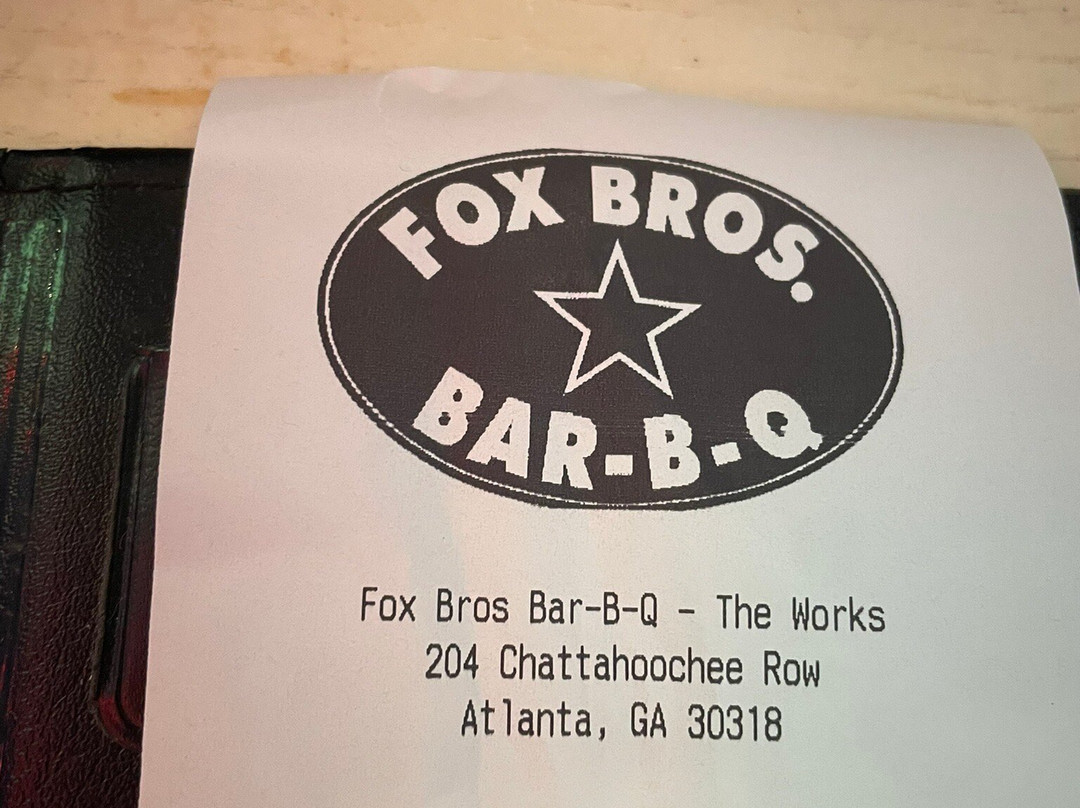 FOX BROS.
BAR-B-Q
Fox Bros Bar-B-Q - The Works
204 Chattahoochee Row
Atlanta, GA 30318